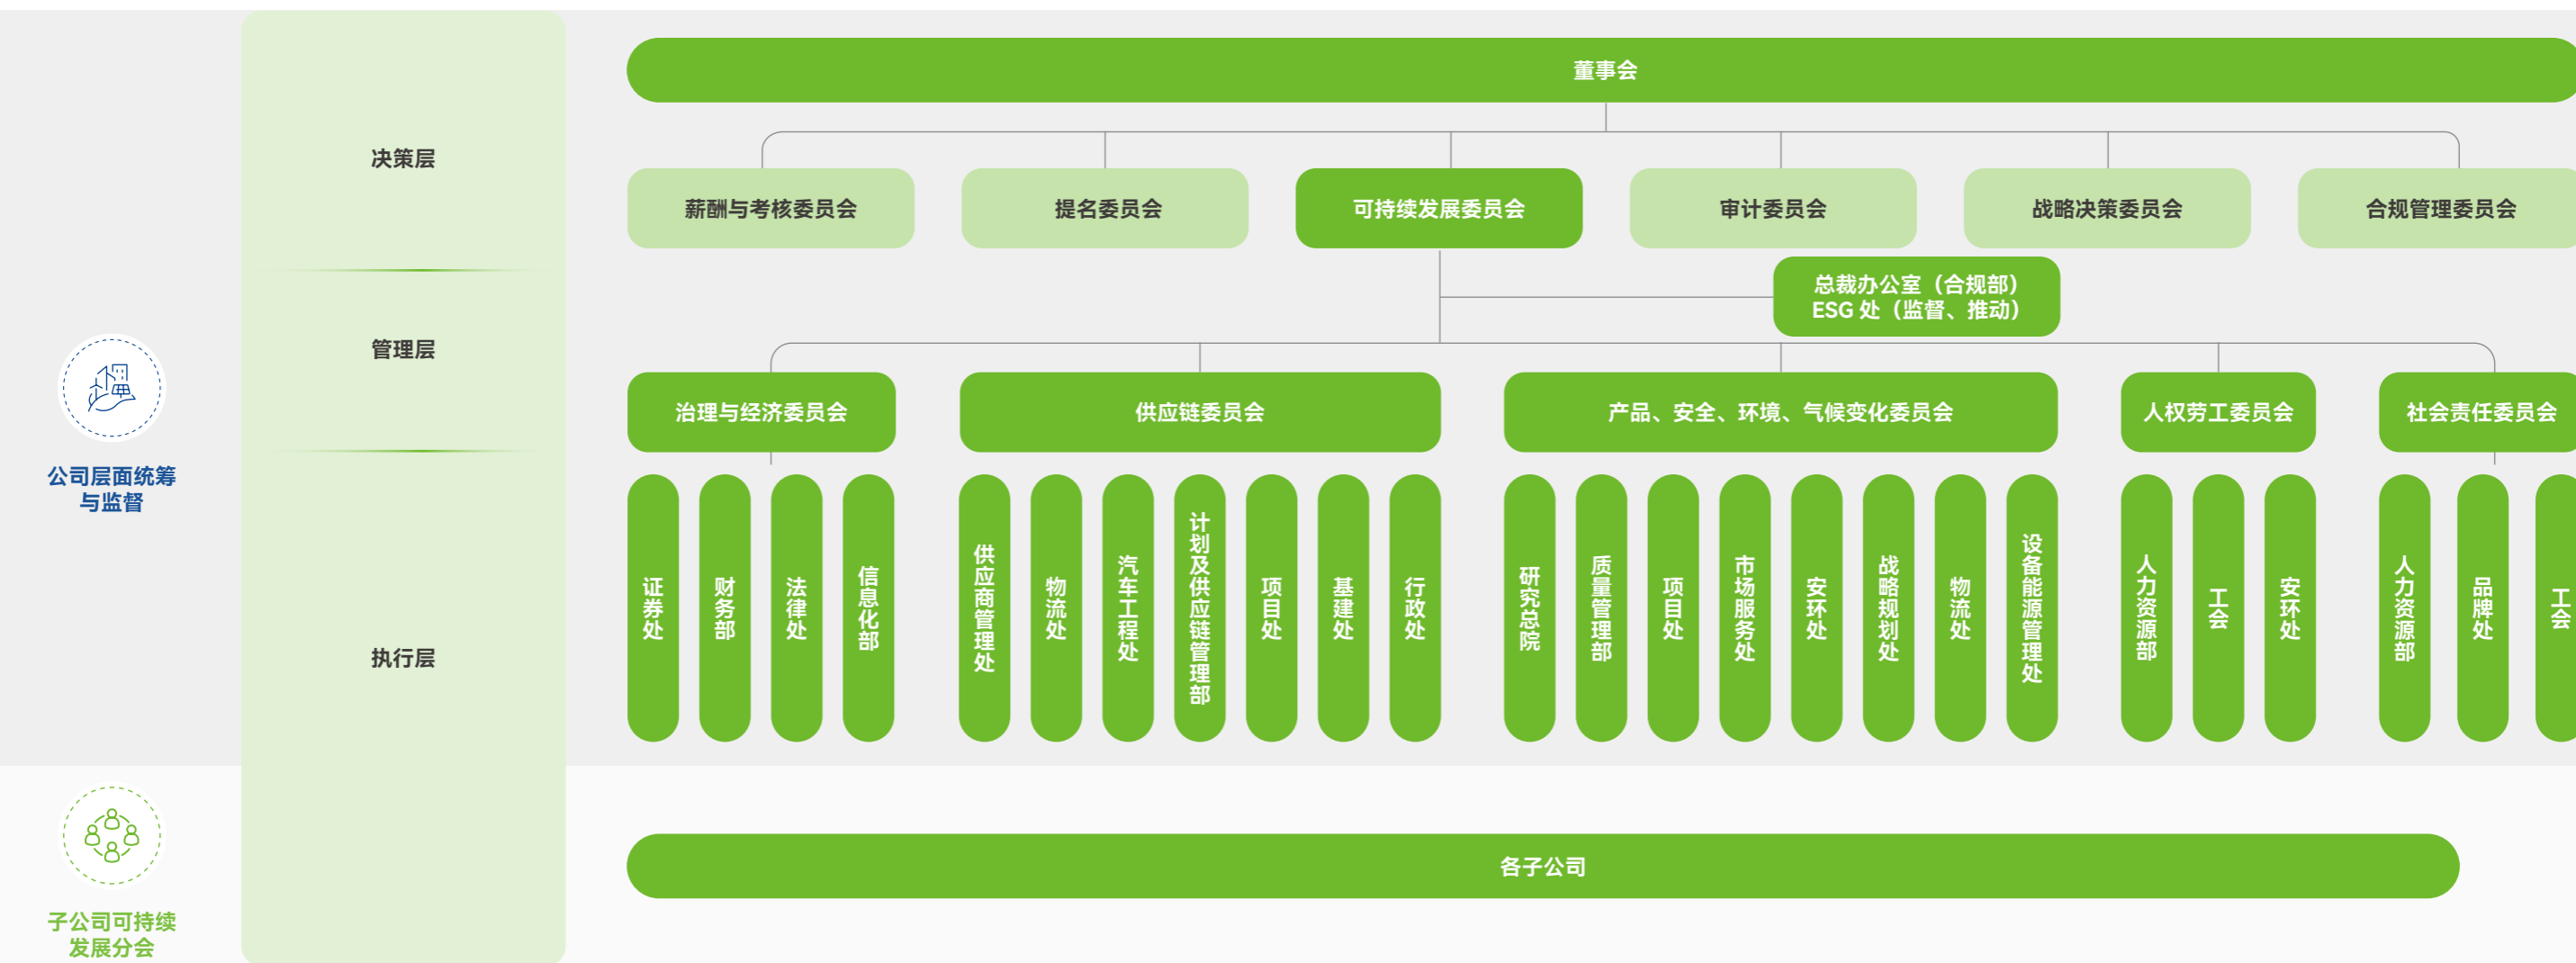 董事会
决策层
薪酬与考核委员会
提名委员会
可持续发展委员会
审计委员会
战略决策委员会
合规管理委员会
总裁办公室（合规部）
ESG 处（监督、推动）
管理层
治理与经济委员会
供应链委员会
产品、安全、环境、气候变化委员会
人权劳工委员会
社会责任委员会
公司层面统筹
与监督
执行层
证券处
财务部
法律处
信息化部
供应商管理处
物流处
汽车工程处
计划及供应链管理部
项目处
基建处
行政处
研究总院
质量管理部
项目处
市场服务处
安环处
战略规划处
物流处
设备能源管理处
人力资源部
工会
安环处
人力资源部
品牌处
工会
各子公司
子公司可持续
发展分会